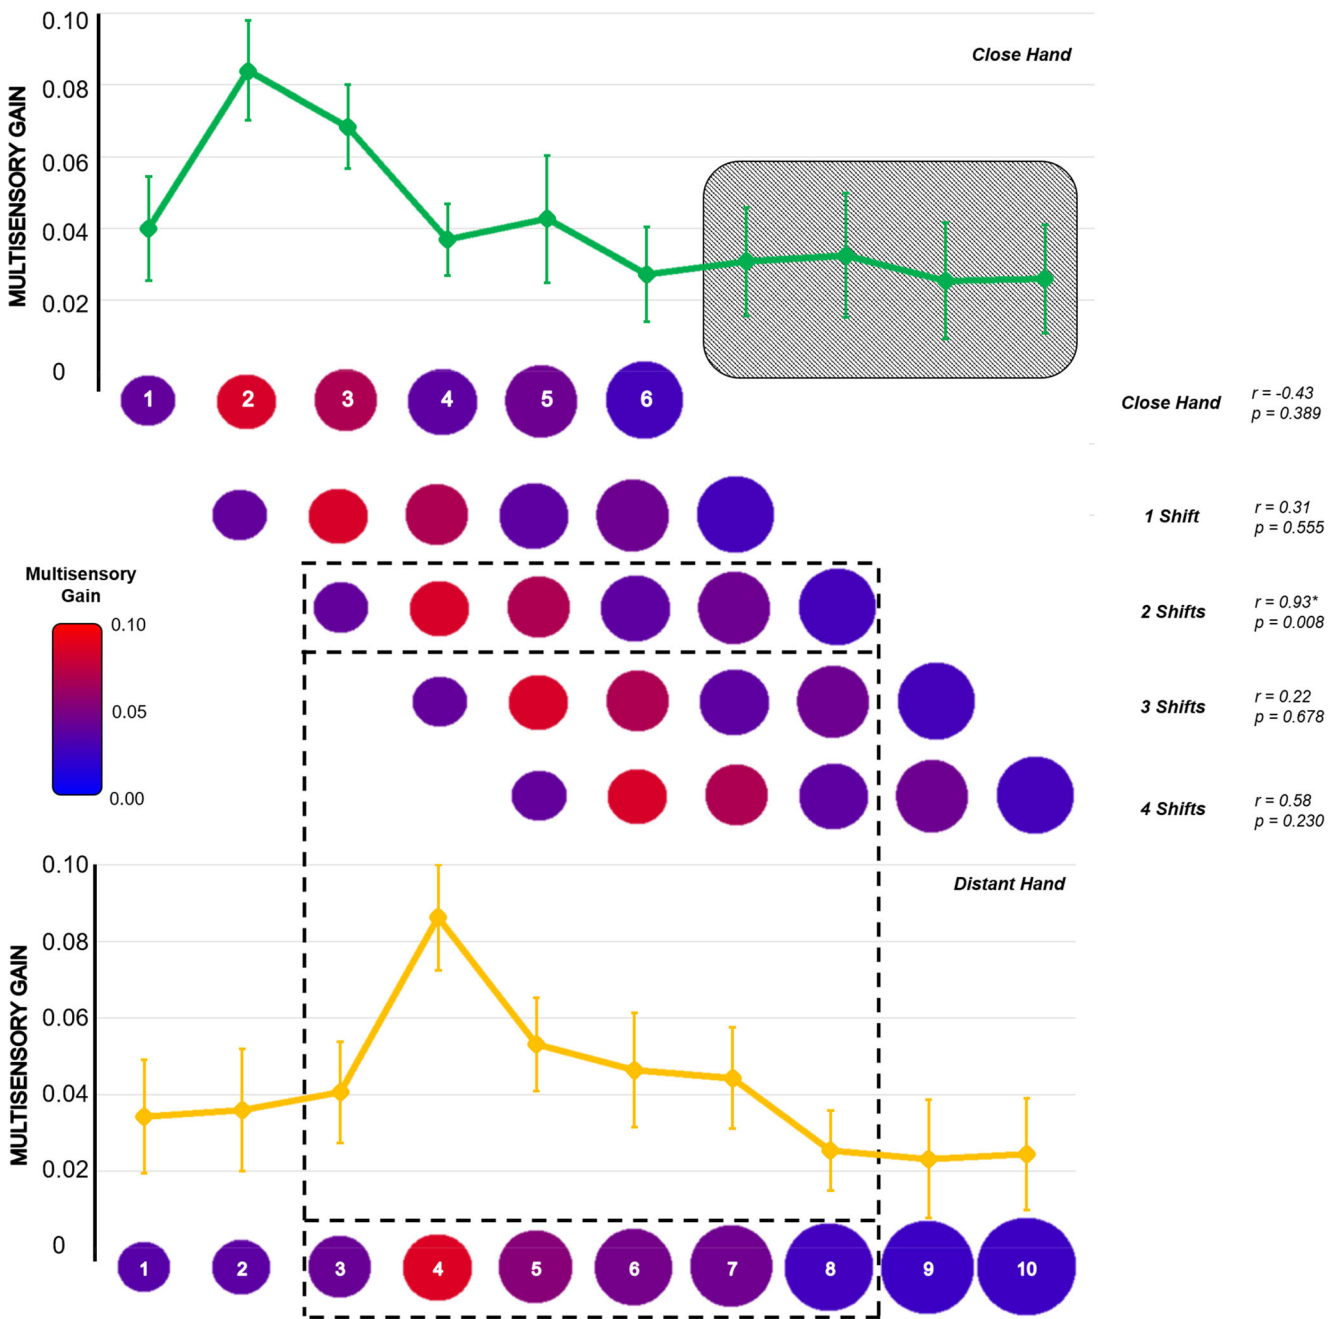 0.10
Close Hand
0.08
0.06
0.04
0.02
0
MULTISENSORY GAIN
1 2 3 4 5 6
Close Hand
r = -0.43
p = 0.389
1 Shift
r = 0.31
p = 0.555
Multisensory
Gain
0.10
0.05
0.00
2 Shifts
r = 0.93*
p = 0.008
3 Shifts
r = 0.22
p = 0.678
4 Shifts
r = 0.58
p = 0.230
0.10
Distant Hand
0.08
0.06
0.04
0.02
0
MULTISENSORY GAIN
1 2 3 4 5 6 7 8 9 10